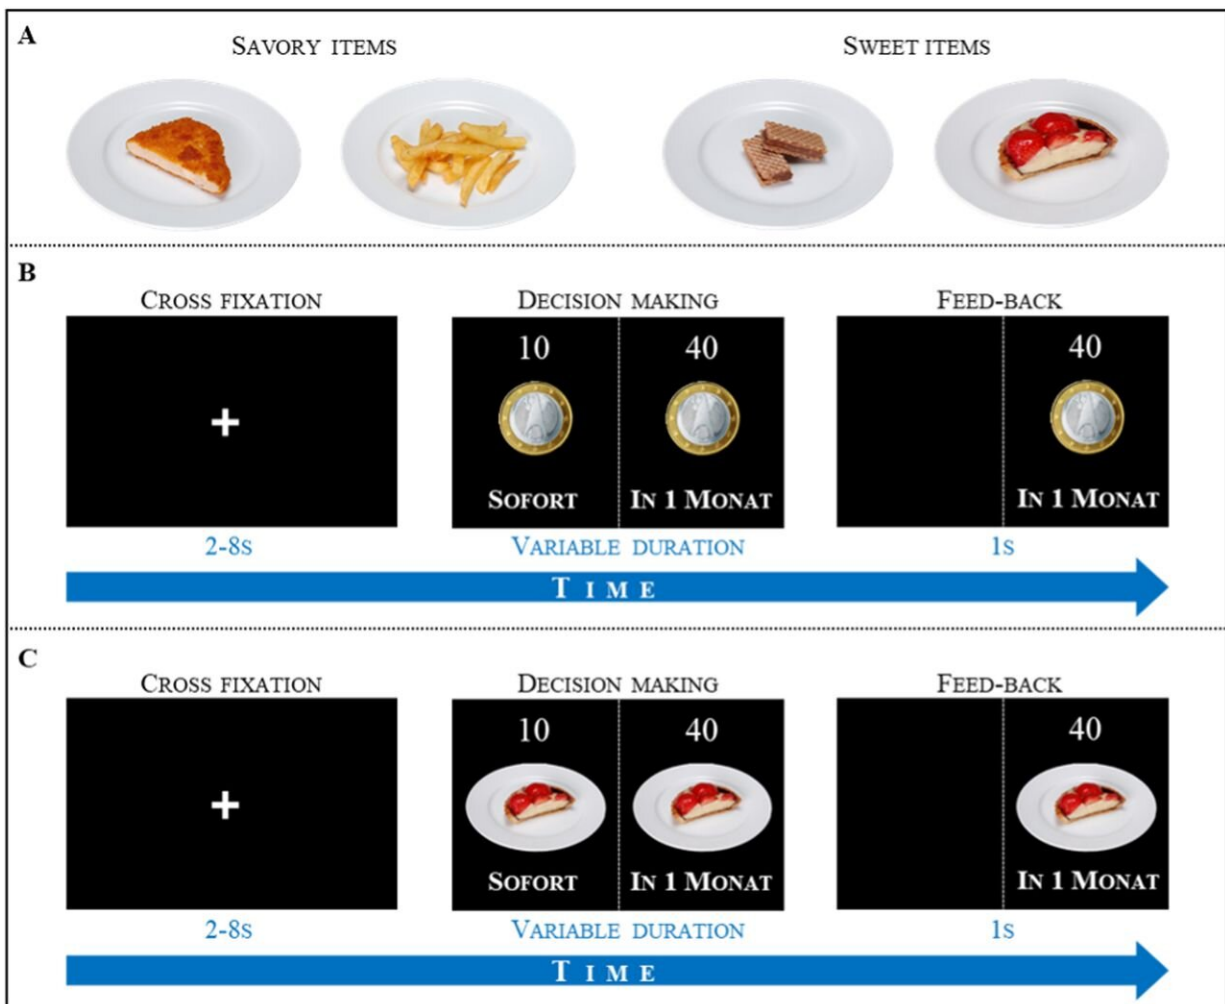 A
SAVORY ITEMS
SWEET ITEMS
B
CROSS FIXATION
DECISION MAKING
FEED-BACK
10
40
40
SOFORT
IN 1 MONAT
IN 1 MONAT
2-8S
VARIABLE DURATION
1S
TIME
C
CROSS FIXATION
DECISION MAKING
FEED-BACK
10
40
40
SOFORT
IN 1 MONAT
IN 1 MONAT
2-8S
VARIABLE DURATION
1S
TIME